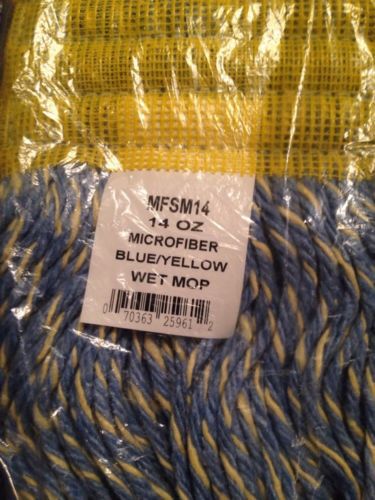 MFSM14
14 OZ
MICROFIBER
BLUE/YELLOW
WET MOP
0 70363 25961 2